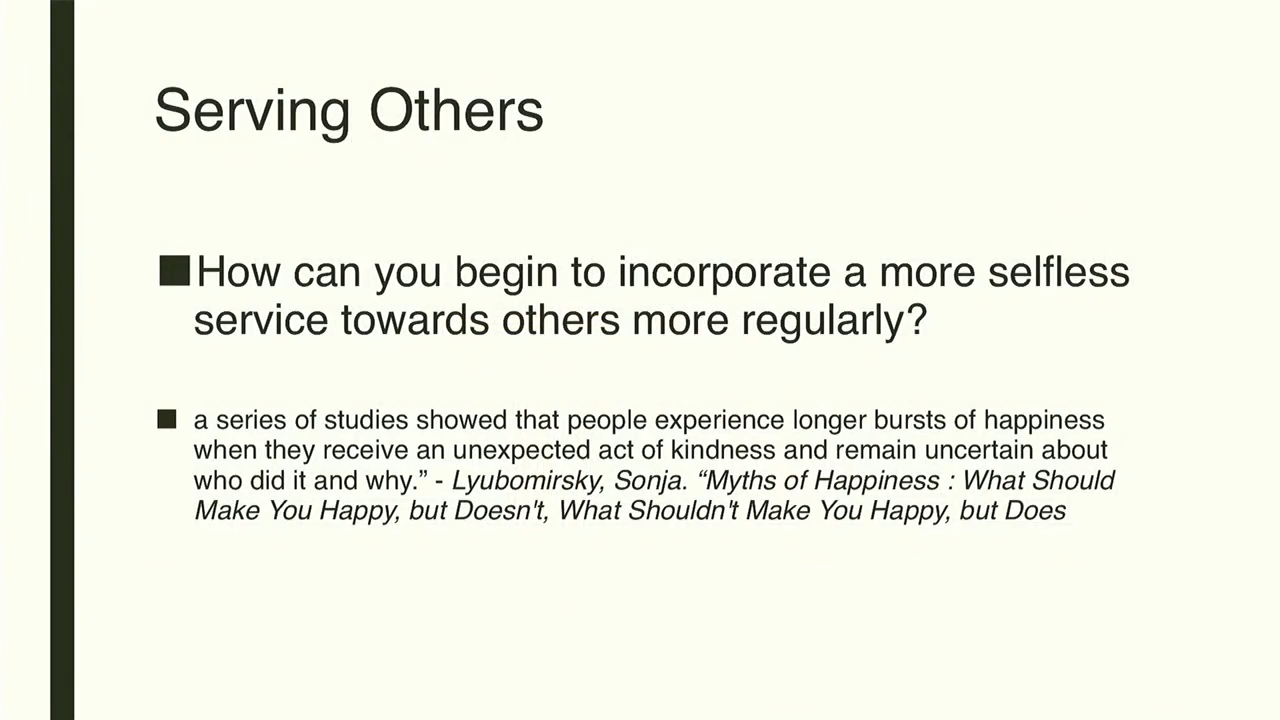 Serving Others
■How can you begin to incorporate a more selfless
service towards others more regularly?
■ a series of studies showed that people experience longer bursts of happiness
when they receive an unexpected act of kindness and remain uncertain about
who did it and why.” - Lyubomirsky, Sonja. “Myths of Happiness : What Should
Make You Happy, but Doesn't, What Shouldn't Make You Happy, but Does